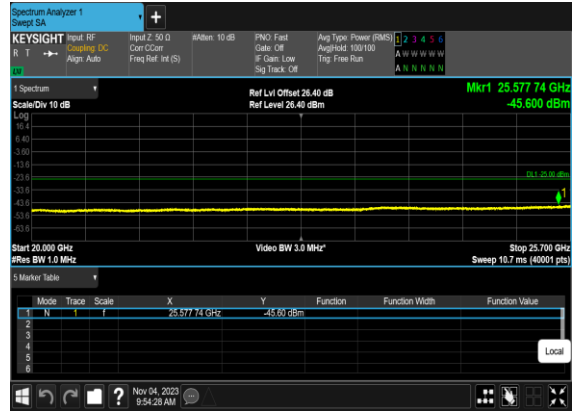 Spectrum Analyzer 1
Swept SA
+
KEYSIGHT Input: RF Input Z: 50 Ω #Atten: 10 dB PNO: Fast Avg Type: Power (RMS) 1 2 3 4 5 6
R T Coupling: DC Corr CCorr Gate: Off Avg|Hold: 100/100 A W W W W W
Align: Auto Freq Ref: Int (S) IF Gain: Low Trig: Free Run
Sig Track: Off A N N N N N
1 Spectrum
Ref Lvl Offset 26.40 dB Mkr1 25.577 74 GHz
Scale/Div 10 dB Ref Level 26.40 dBm -45.600 dBm
Log
16.4
6.40
-3.60
-13.6
-23.6 DL1 -25.00 dBm
-33.6 1
-43.6
-53.6
-63.6
Start 20.000 GHz Video BW 3.0 MHz* Stop 25.700 GHz
#Res BW 1.0 MHz Sweep 10.7 ms (40001 pts)
5 Marker Table
Mode Trace Scale X Y Function Function Width Function Value
1 N 1 f 25.577 74 GHz -45.60 dBm
2
3
4
5
6
Local
? Nov 04, 2023
9:54:28 AM